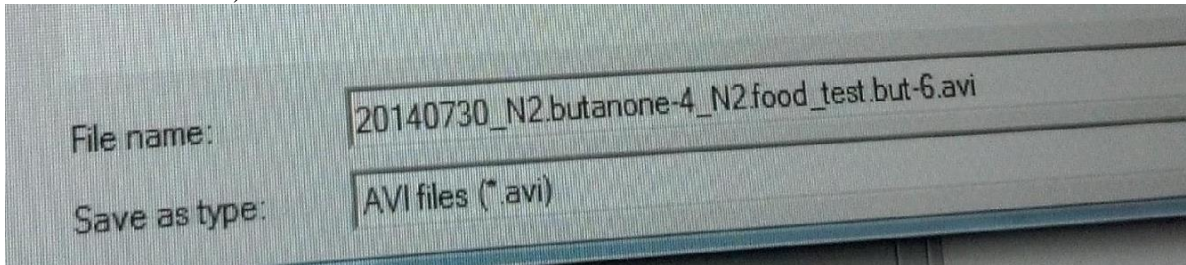 File name: 20140730_N2.butanone-4_N2.food_test.but-6.avi
Save as type: AVI files (*.avi)